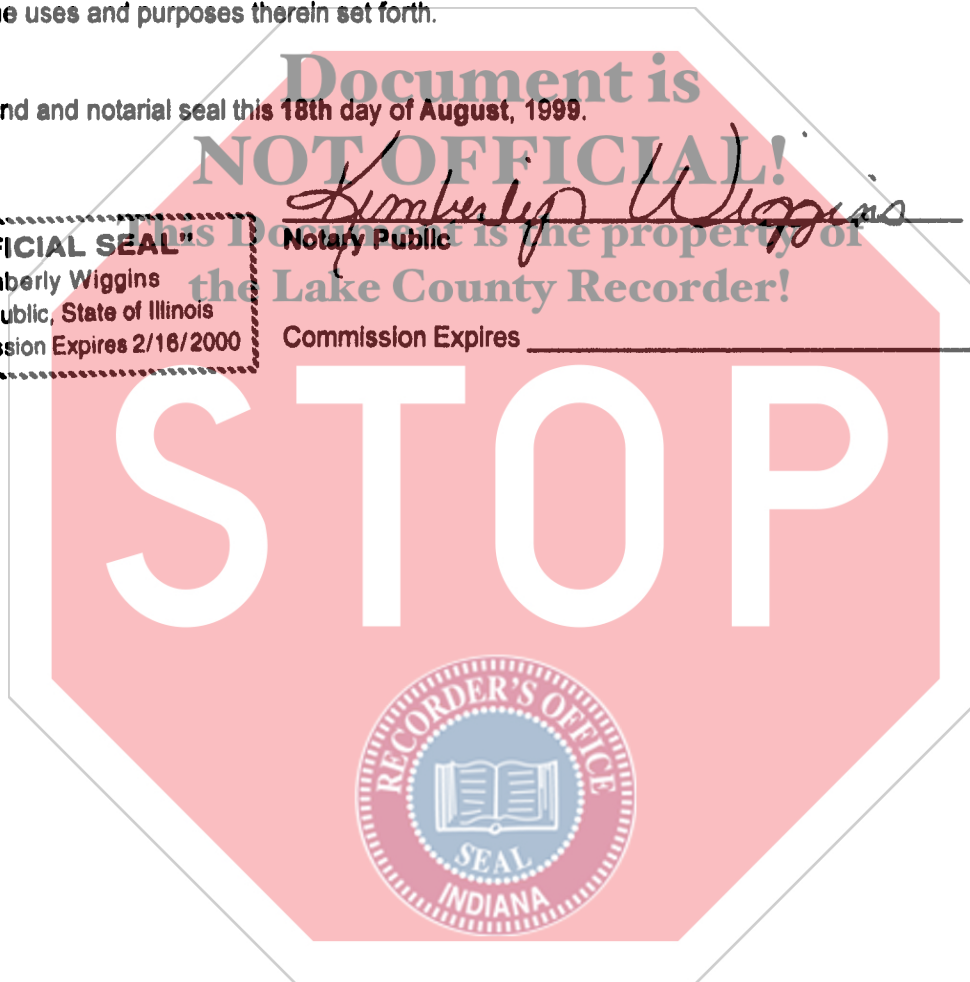 e uses and purposes therein set forth.
Document is
nd and notarial seal this 18th day of August, 1999.
NOT OFFICIAL!
Kimberly Wiggins
FICIAL SEAL"
Notary Public
This Document is the property of
berly Wiggins
the Lake County Recorder!
ublic, State of Illinois
ssion Expires 2/16/2000
Commission Expires
STOP
RECORDER'S OFFICE
SEAL
INDIANA